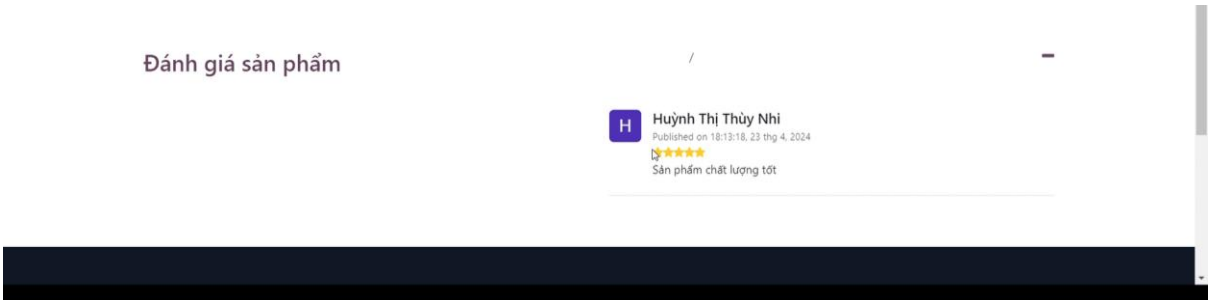 Đánh giá sản phẩm
/
H
Huỳnh Thị Thùy Nhi
Published on 18:13:18, 23 thg 4, 2024
Sản phẩm chất lượng tốt